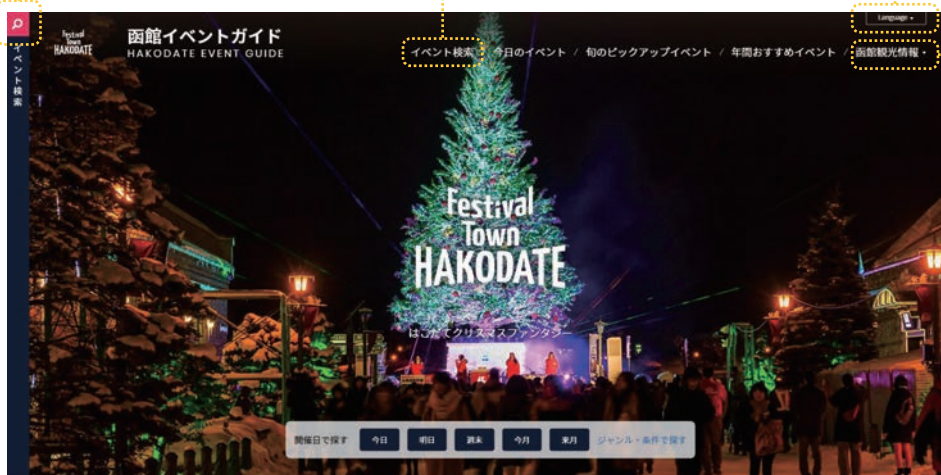 Language
Festival
Town
HAKODATE
函館イベントガイド
HAKODATE EVENT GUIDE
イベント検索 / 今日のイベント / 旬のピックアップイベント / 年間おすすめイベント / 函館観光情報
イベント検索
Festival
Town
HAKODATE
はこだてクリスマスファンタジー
開催日で探す 今日 明日 週末 今月 来月 ジャンル・条件で探す